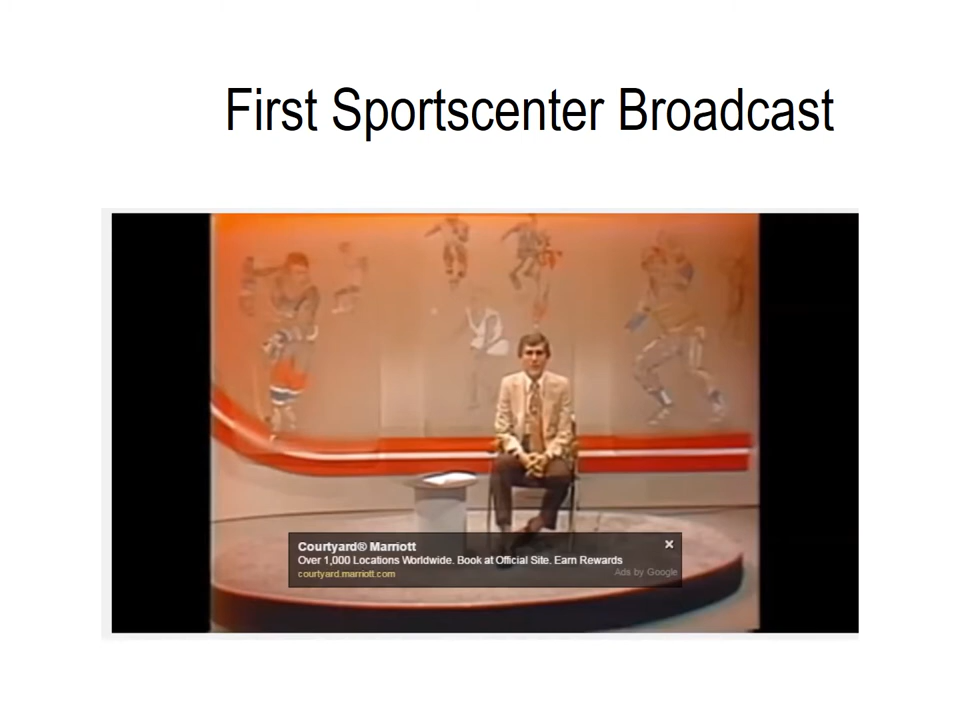 First Sportscenter Broadcast
Courtyard® Marriott
Over 1,000 Locations Worldwide. Book at Official Site. Earn Rewards
courtyard.marriott.com
Ads by Google